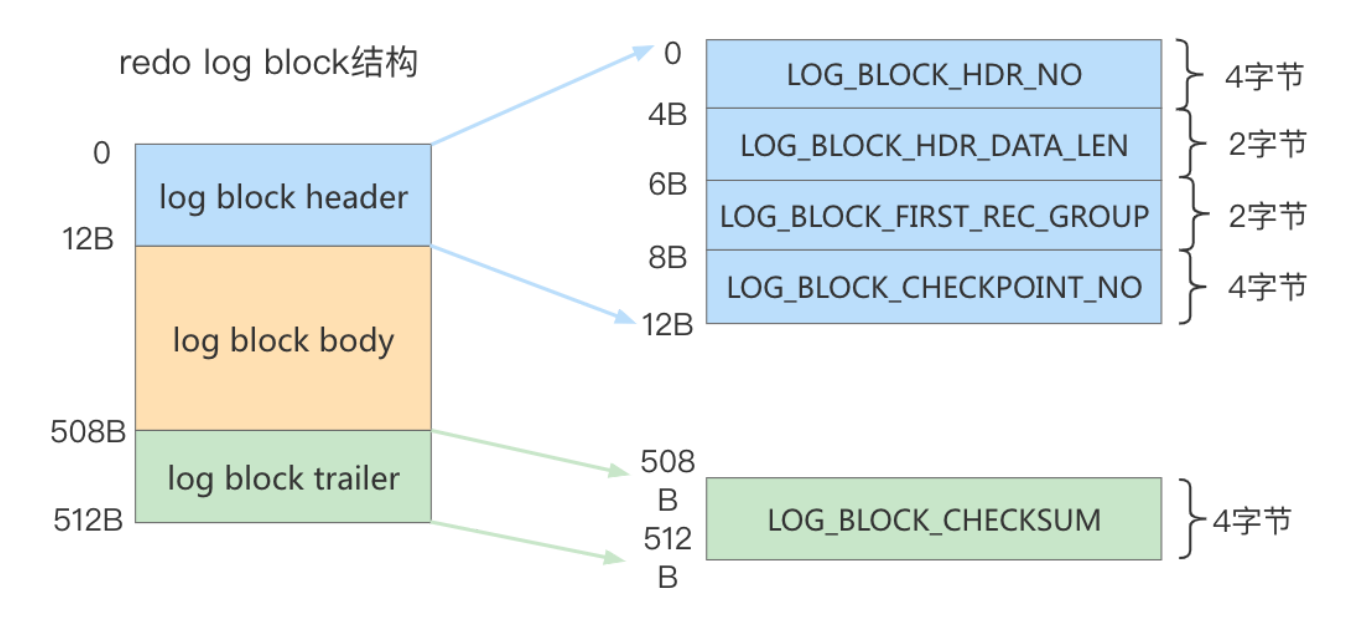 redo log block结构
0
log block header
12B
log block body
508B
log block trailer
512B
0
LOG_BLOCK_HDR_NO
4字节
4B
LOG_BLOCK_HDR_DATA_LEN
2字节
6B
LOG_BLOCK_FIRST_REC_GROUP
2字节
8B
LOG_BLOCK_CHECKPOINT_NO
4字节
12B
508
B
LOG_BLOCK_CHECKSUM
4字节
512
B